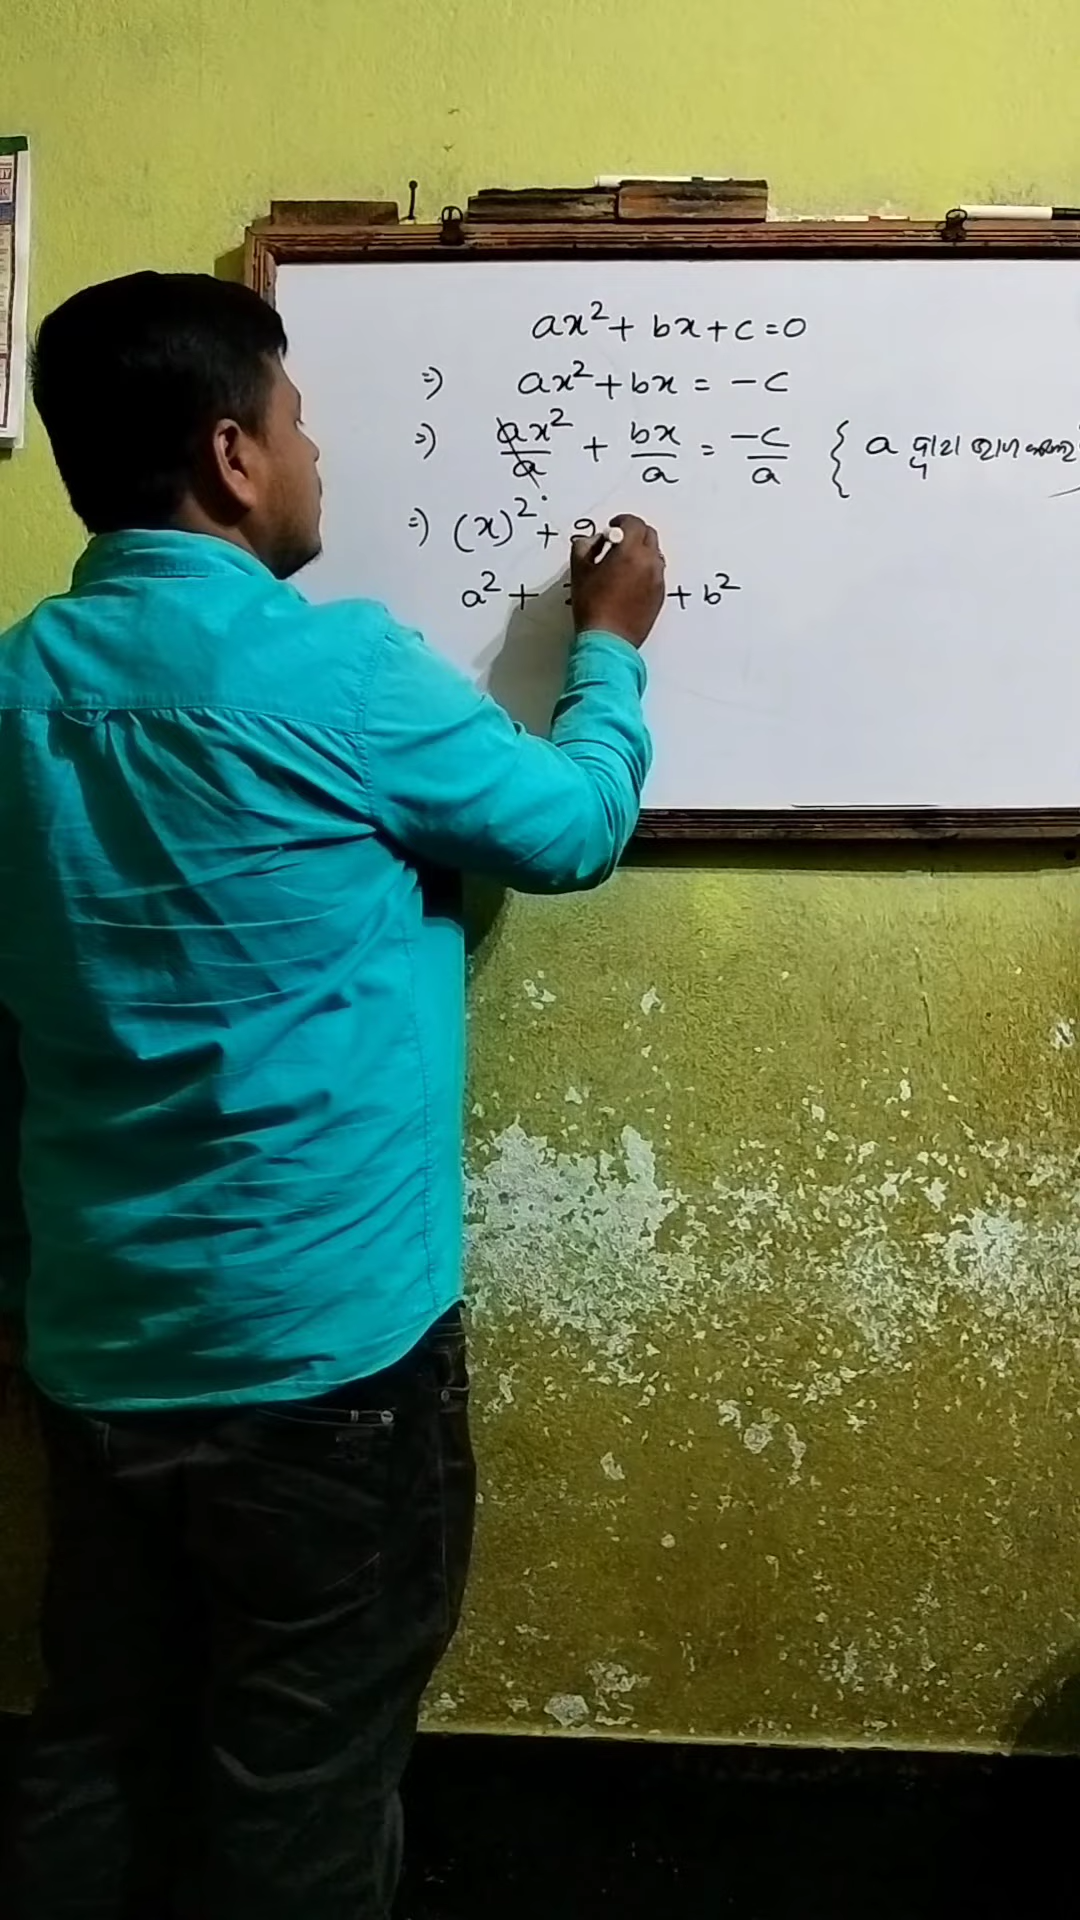 ax² + bx + c = 0
⇒) ax² + bx = -c
⇒) ax²/a + bx/a = -c/a { a ଦ୍ୱାରା ଭାଗ କଲେ
⇒) (x)² + 2
a² + + b²